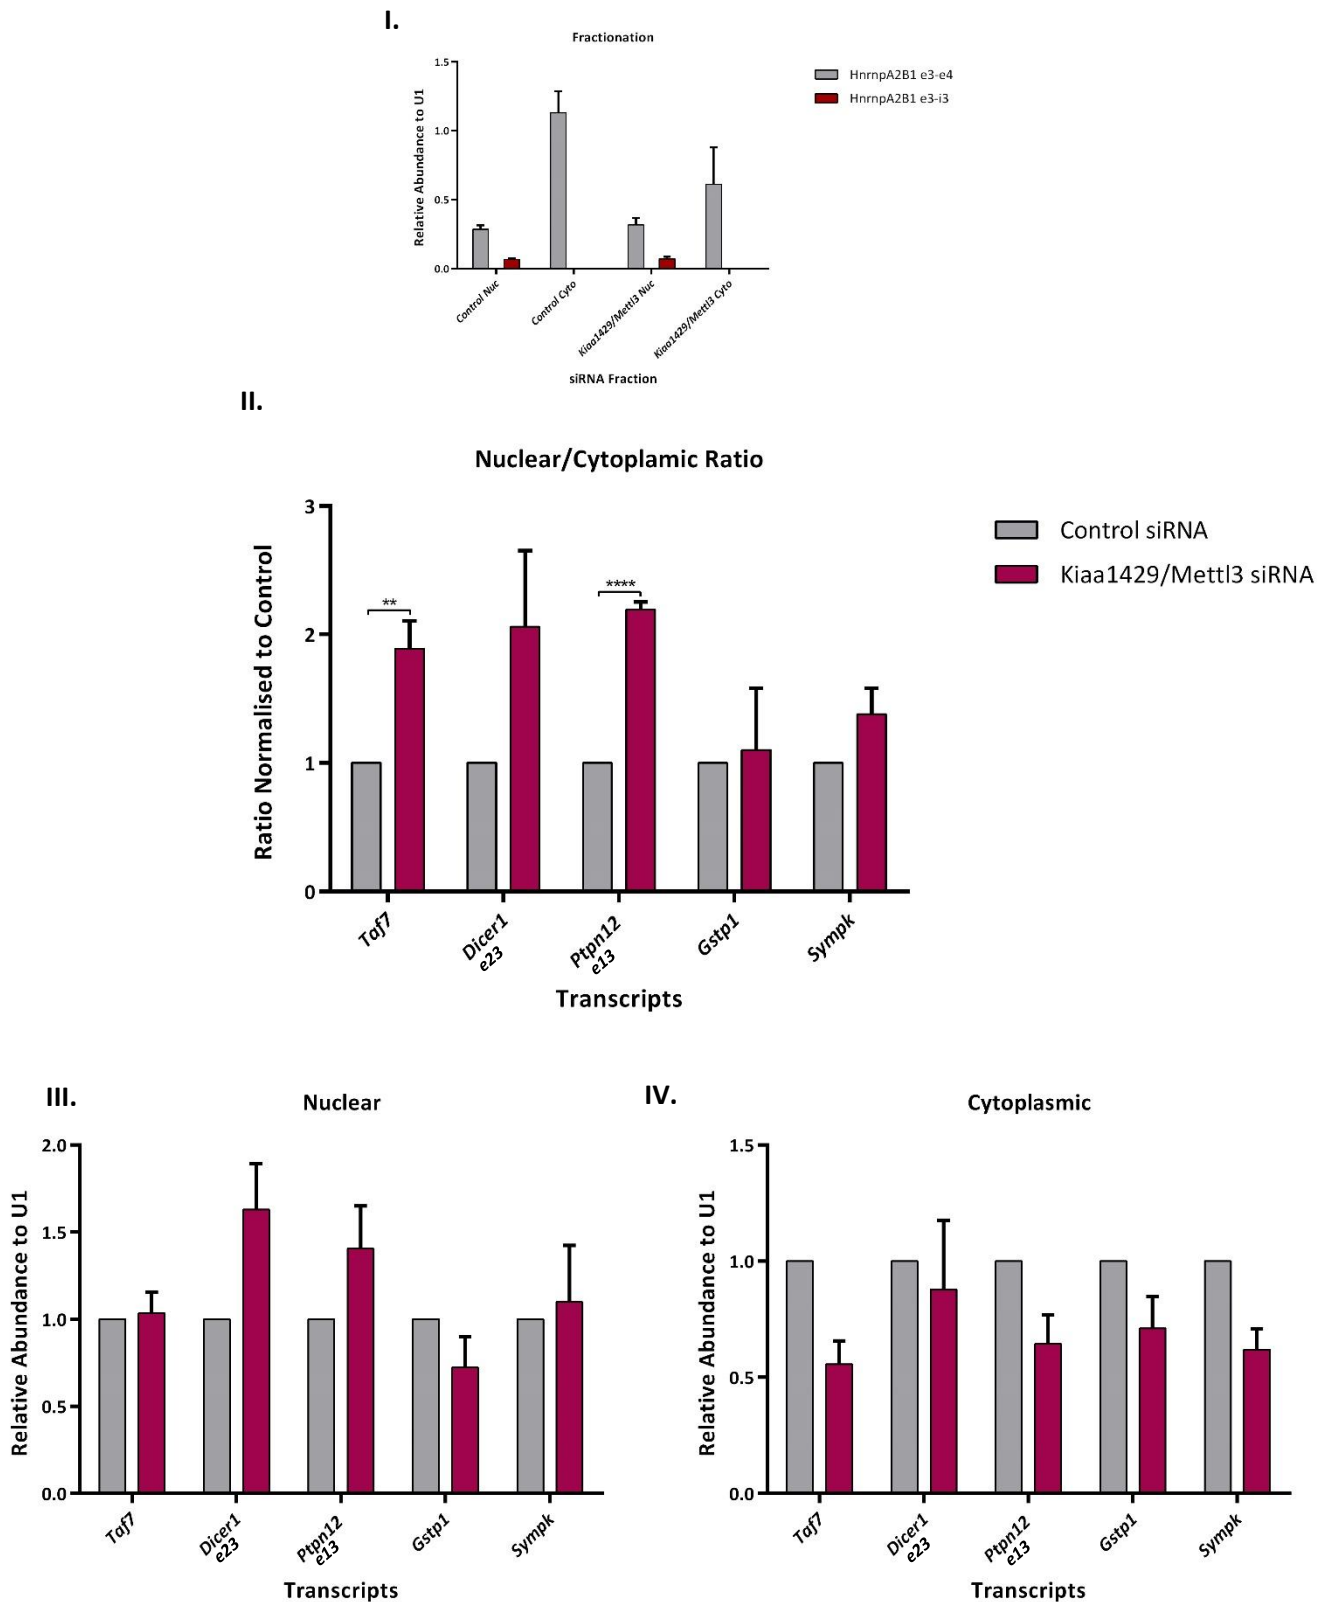 I.
Fractionation
Relative Abundance to U1
1.5
1.0
0.5
0.0
Control Nuc
Control Cyto
Kiaa1429/Mettl3 Nuc
Kiaa1429/Mettl3 Cyto
siRNA Fraction
HnrnpA2B1 e3-e4
HnrnpA2B1 e3-i3
II.
Nuclear/Cytoplamic Ratio
Ratio Normalised to Control
3
2
1
0
**
****
Taf7
Dicer1
e23
Ptpn12
e13
Gstp1
Sympk
Transcripts
Control siRNA
Kiaa1429/Mettl3 siRNA
III.
Nuclear
Relative Abundance to U1
2.0
1.5
1.0
0.5
0.0
Taf7
Dicer1
e23
Ptpn12
e13
Gstp1
Sympk
Transcripts
IV.
Cytoplasmic
Relative Abundance to U1
1.5
1.0
0.5
0.0
Taf7
Dicer1
e23
Ptpn12
e13
Gstp1
Sympk
Transcripts